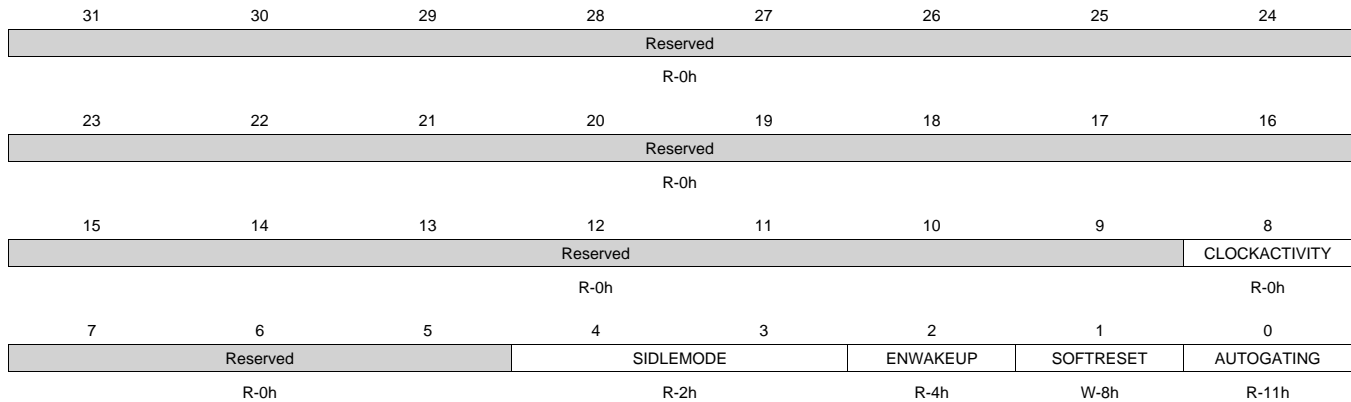 31 30 29 28 27 26 25 24
Reserved
R-0h
23 22 21 20 19 18 17 16
Reserved
R-0h
15 14 13 12 11 10 9 8
Reserved CLOCKACTIVITY
R-0h R-0h
7 6 5 4 3 2 1 0
Reserved SIDLEMODE ENWAKEUP SOFTRESET AUTOGATING
R-0h R-2h R-4h W-8h R-11h